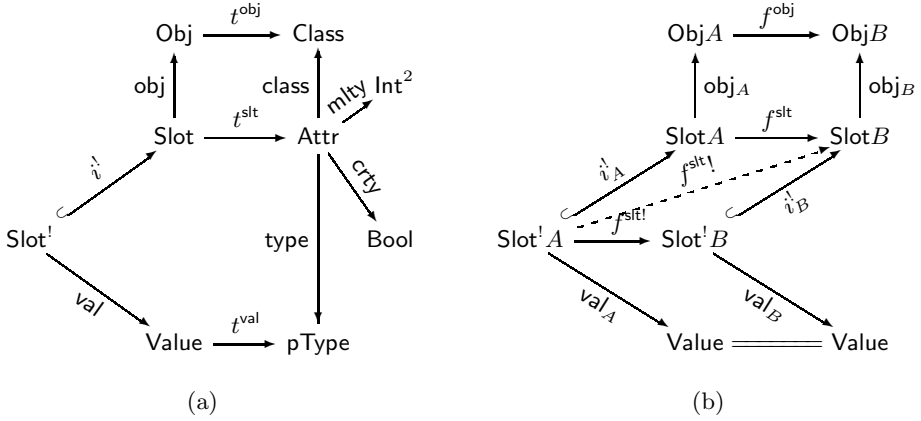 t^obj
Obj Class
obj class mlty Int^2
t^slt
Slot Attr
i^! crty
Slot^! type Bool
val
t^val
Value pType
(a)
f^obj
ObjA ObjB
obj_A obj_B
f^slt
SlotA SlotB
i^!_A f^slt! i^!_B
f^slt!
Slot^!A Slot^!B
val_A val_B
Value Value
(b)